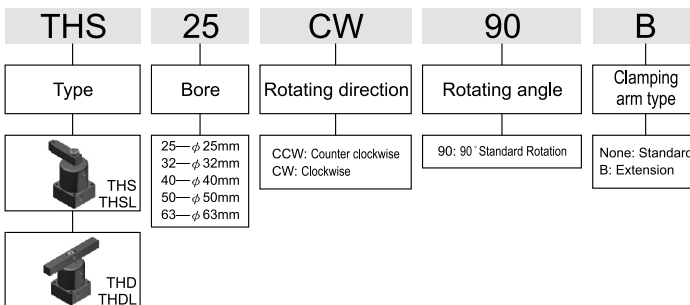 THS 25 CW 90 B
Type Bore Rotating direction Rotating angle Clamping
arm type
THS
THSL
25—ϕ25mm
32—ϕ32mm
40—ϕ40mm
50—ϕ50mm
63—ϕ63mm
CCW: Counter clockwise
CW: Clockwise
90: 90°Standard Rotation
None: Standard
B: Extension
THD
THDL